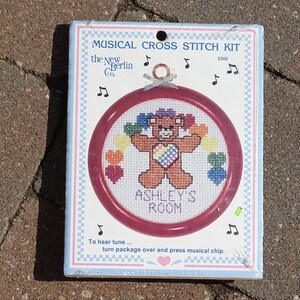 MUSICAL CROSS STITCH KIT
the New Berlin Co.
3302
ASHLEY'S
ROOM
To hear tune ...
turn package over and press musical chip.